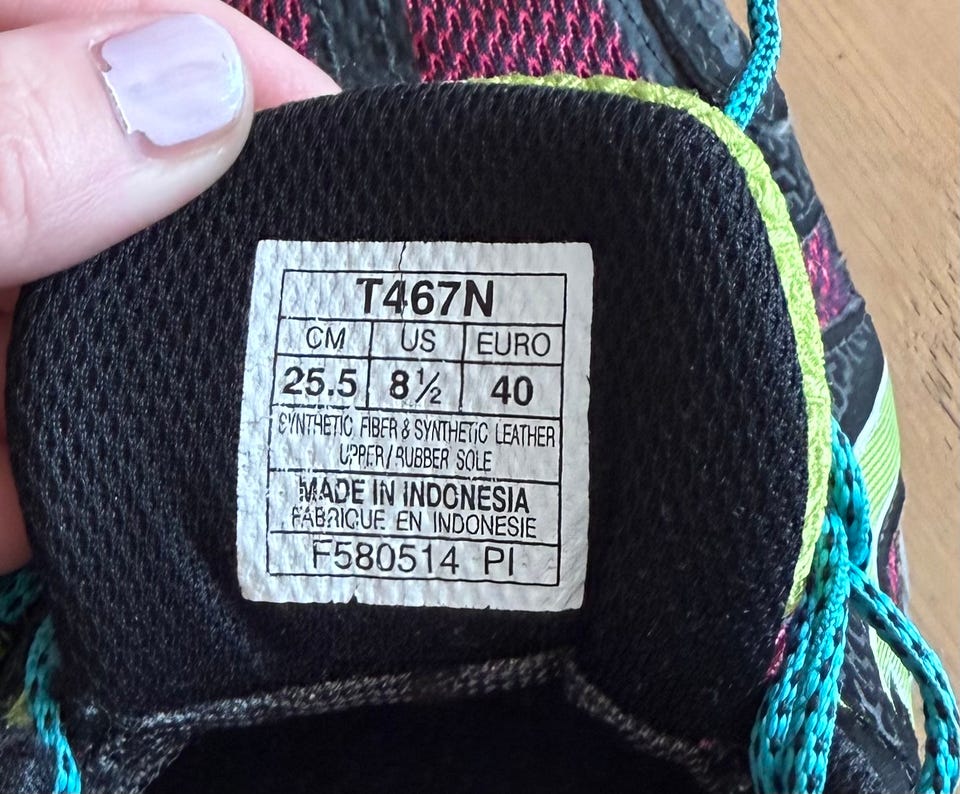 T467N
CM US EURO
25.5 8½ 40
SYNTHETIC FIBER & SYNTHETIC LEATHER
UPPER/RUBBER SOLE
MADE IN INDONESIA
FABRIQUE EN INDONESIE
F580514 PI